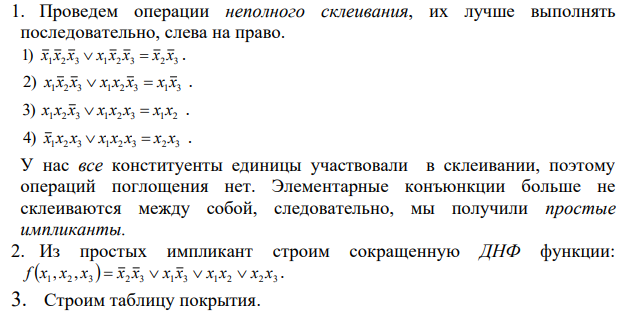 1. Проведем операции неполного склеивания, их лучше выполнять
последовательно, слева на право.
1) x̅₁x̅₂x̅₃ ∨ x₁x̅₂x̅₃ = x̅₂x̅₃ .
2) x₁x̅₂x̅₃ ∨ x₁x₂x̅₃ = x₁x̅₃ .
3) x₁x₂x̅₃ ∨ x₁x₂x₃ = x₁x₂ .
4) x̅₁x₂x₃ ∨ x₁x₂x₃ = x₂x₃ .
У нас все конституенты единицы участвовали в склеивании, поэтому
операций поглощения нет. Элементарные конъюнкции больше не
склеиваются между собой, следовательно, мы получили простые
импликанты.
2. Из простых импликант строим сокращенную ДНФ функции:
f(x₁, x₂, x₃) = x̅₂x̅₃ ∨ x₁x̅₃ ∨ x₁x₂ ∨ x₂x₃ .
3. Строим таблицу покрытия.